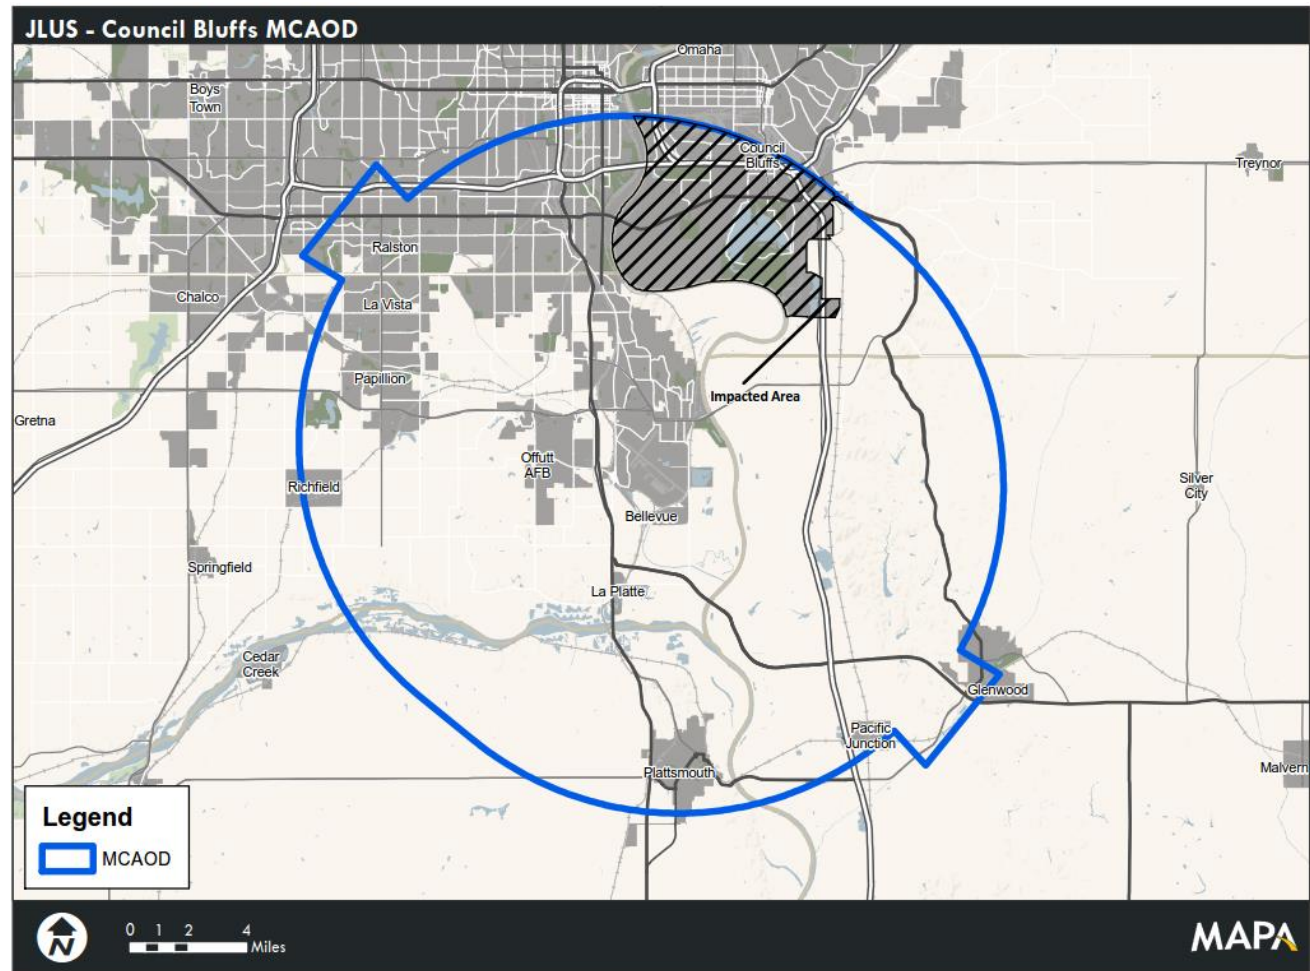 JLUS - Council Bluffs MCAOD
Omaha
Boys
Town
Council
Bluffs
Treynor
Ralston
Chalco
La Vista
Papillion
Impacted Area
Gretna
Offutt
AFB
Richfield
Silver
City
Bellevue
Springfield
La Platte
Cedar
Creek
Glenwood
Pacific
Junction
Plattsmouth
Malvern
Legend
MCAOD
N
0 1 2 4
Miles
MAPA